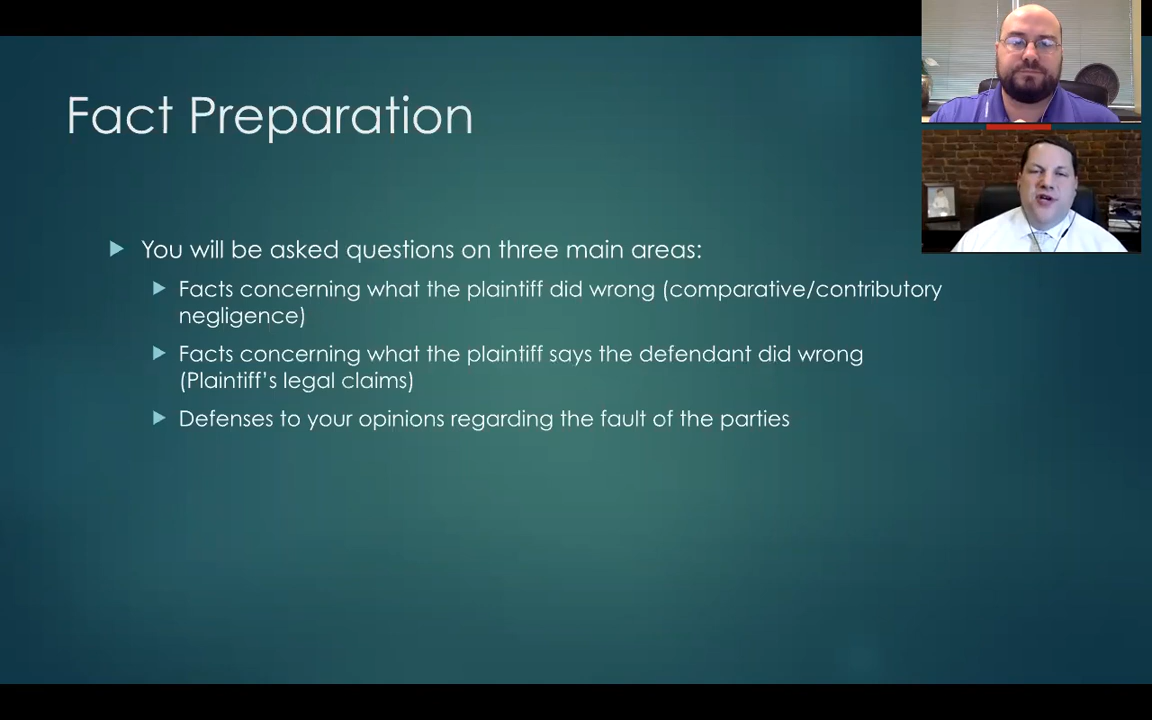 Fact Preparation
You will be asked questions on three main areas:
Facts concerning what the plaintiff did wrong (comparative/contributory
negligence)
Facts concerning what the plaintiff says the defendant did wrong
(Plaintiff's legal claims)
Defenses to your opinions regarding the fault of the parties